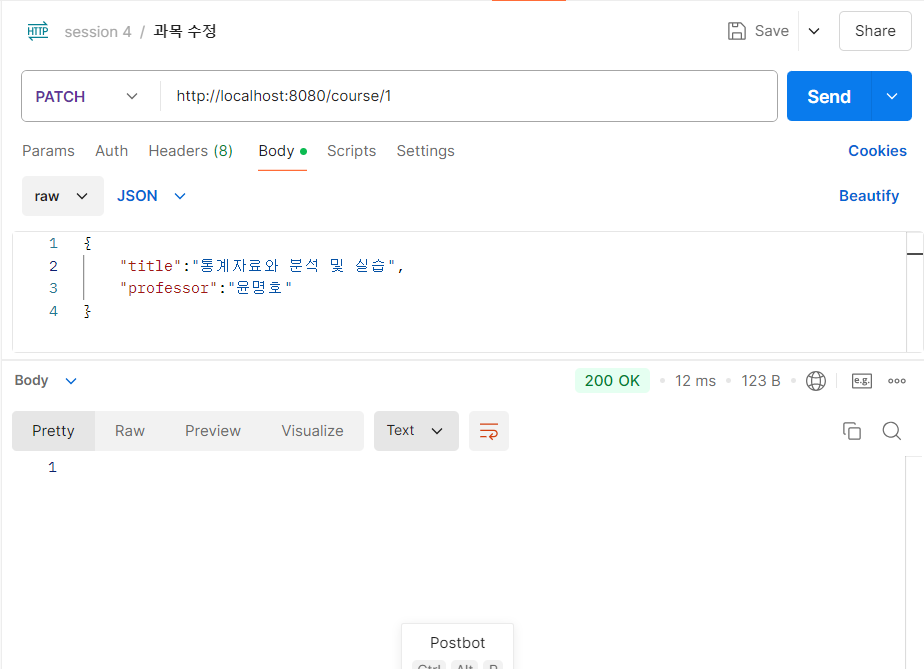 HTTP session 4 / 과목 수정 Save Share
PATCH http://localhost:8080/course/1 Send
Params Auth Headers (8) Body Scripts Settings Cookies
raw JSON Beautify
1 {
2 "title":"통계자료와 분석 및 실습",
3 "professor":"윤명호"
4 }
Body 200 OK 12 ms 123 B e.g.
Pretty Raw Preview Visualize Text
1
Postbot
Ctrl Alt P